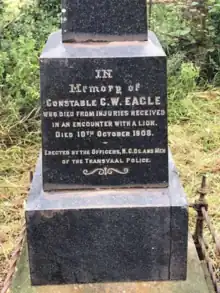 IN
Memory of
CONSTABLE C. W. EAGLE
WHO DIED FROM INJURIES RECEIVED
IN AN ENCOUNTER WITH A LION.
DIED 10TH OCTOBER 1908.
ERECTED BY THE OFFICERS, N.C.OS. AND MEN
OF THE TRANSVAAL POLICE.